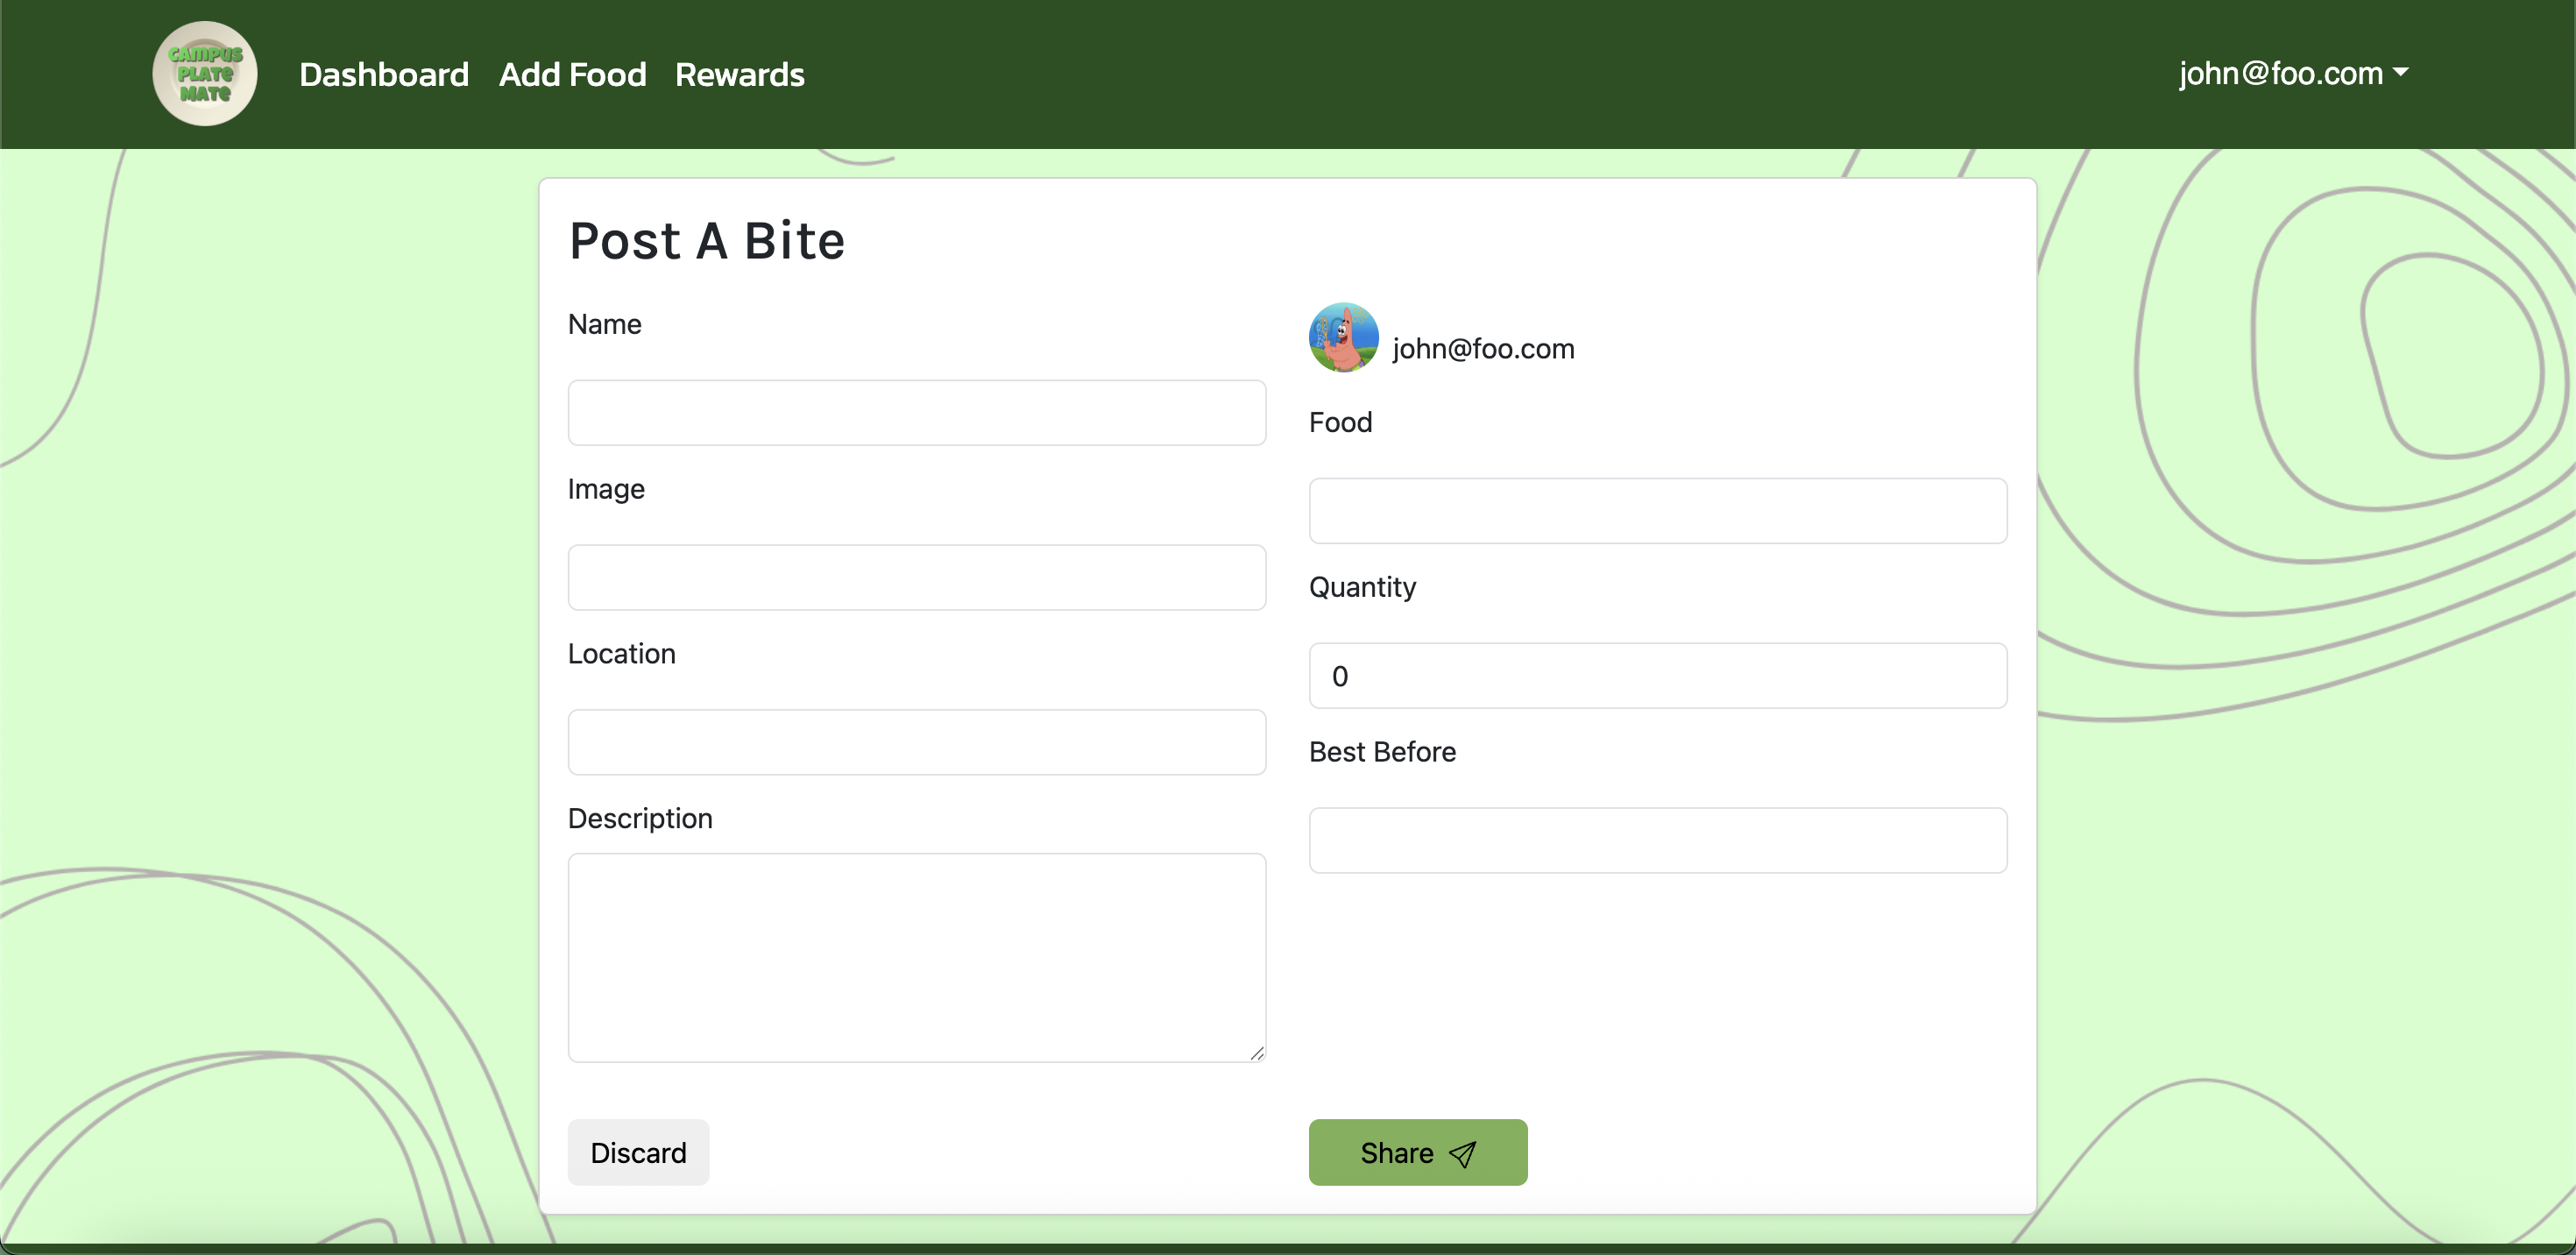 CAMPUS
PLATE
MATE
Dashboard Add Food Rewards
john@foo.com
Post A Bite
Name
john@foo.com
Food
Image
Quantity
0
Location
Best Before
Description
Discard
Share